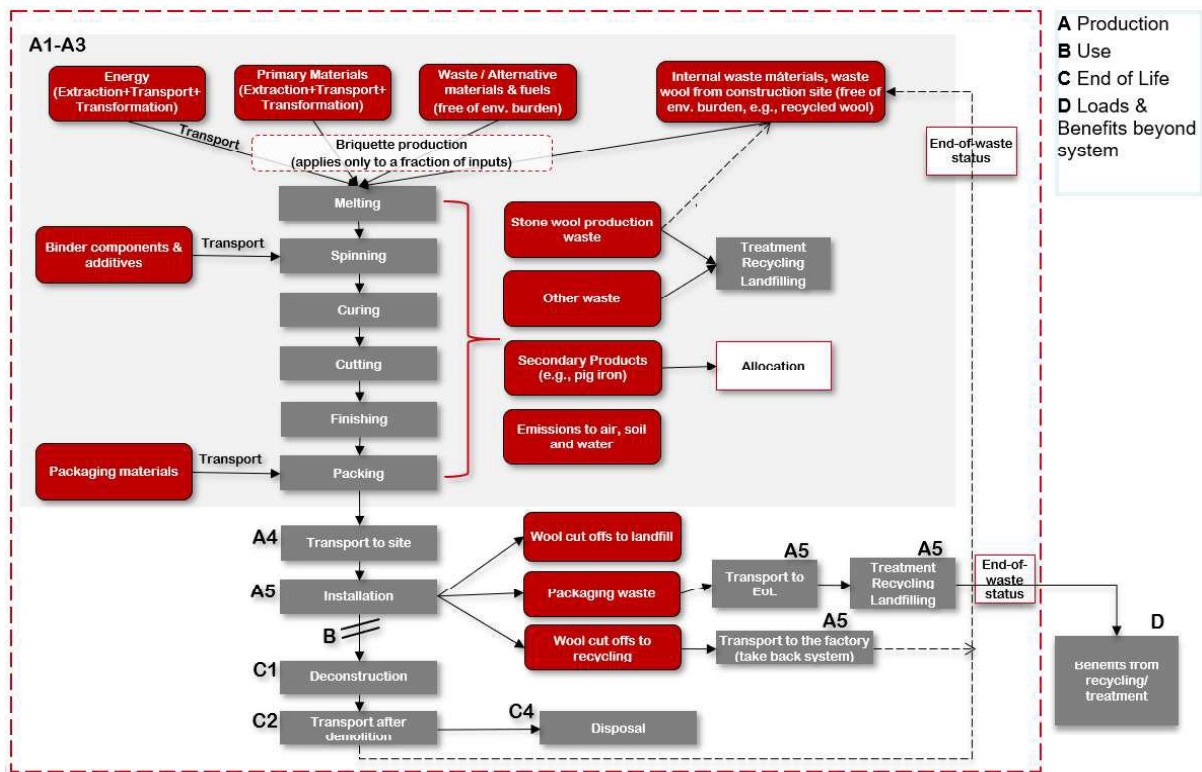 A1-A3
Energy
(Extraction+Transport+
Transformation)
Primary Materials
(Extraction+Transport+
Transformation)
Waste / Alternative
materials & fuels
(free of env. burden)
Internal waste máterials, waste
wool from construction site (free of
env. burden, e.g., recycled wool)
Transport
Briquette production
(applies only to a fraction of inputs)
End-of-waste
status
Melting
Binder components &
additives
Transport
Spinning
Stone wool production
waste
Treatment
Recycling
Landfilling
Curing
Other waste
Cutting
Secondary Products
(e.g., pig iron)
Allocation
Finishing
Emissions to air, soil
and water
Packaging materials
Transport
Packing
A4
Transport to site
Wool cut offs to landfill
A5
Installation
Packaging waste
A5
Transport to
EoL
A5
Treatment
Recycling
Landfilling
End-of-
waste
status
B
Wool cut offs to
recycling
A5
Transport to the factory
(take back system)
D
Benefits from
recycling/
treatment
C1
Deconstruction
C2
Transport after
demolition
C4
Disposal
A Production
B Use
C End of Life
D Loads &
Benefits beyond
system